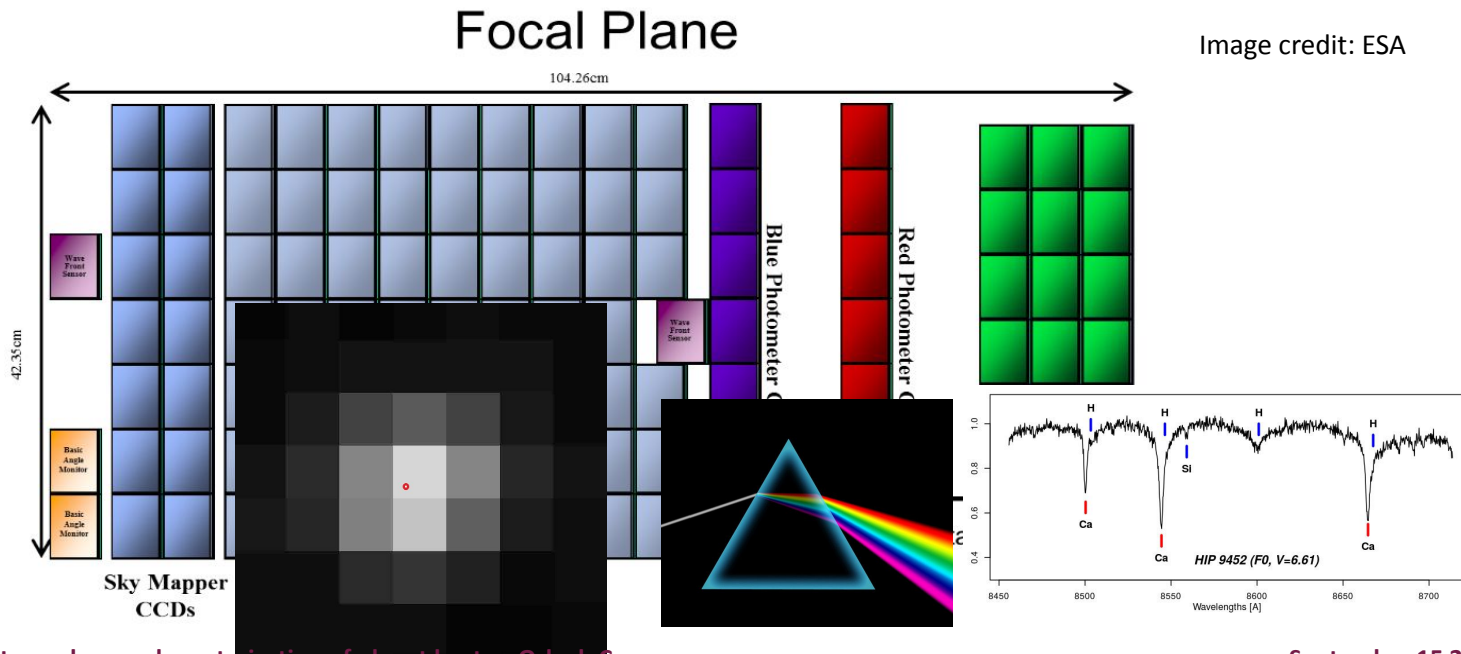 Focal Plane
Image credit: ESA
104.26cm
42.35cm
Wave
Front
Sensor
Wave
Front
Sensor
Basic
Angle
Monitor
Basic
Angle
Monitor
Blue Photometer
Red Photometer
Sky Mapper
CCDs
H
H
H
H
Si
Ca
Ca
Ca
HIP 9452 (F0, V=6.61)
1.0
0.8
0.6
0.4
8450
8500
8550
8600
8650
8700
Wavelengths [A]